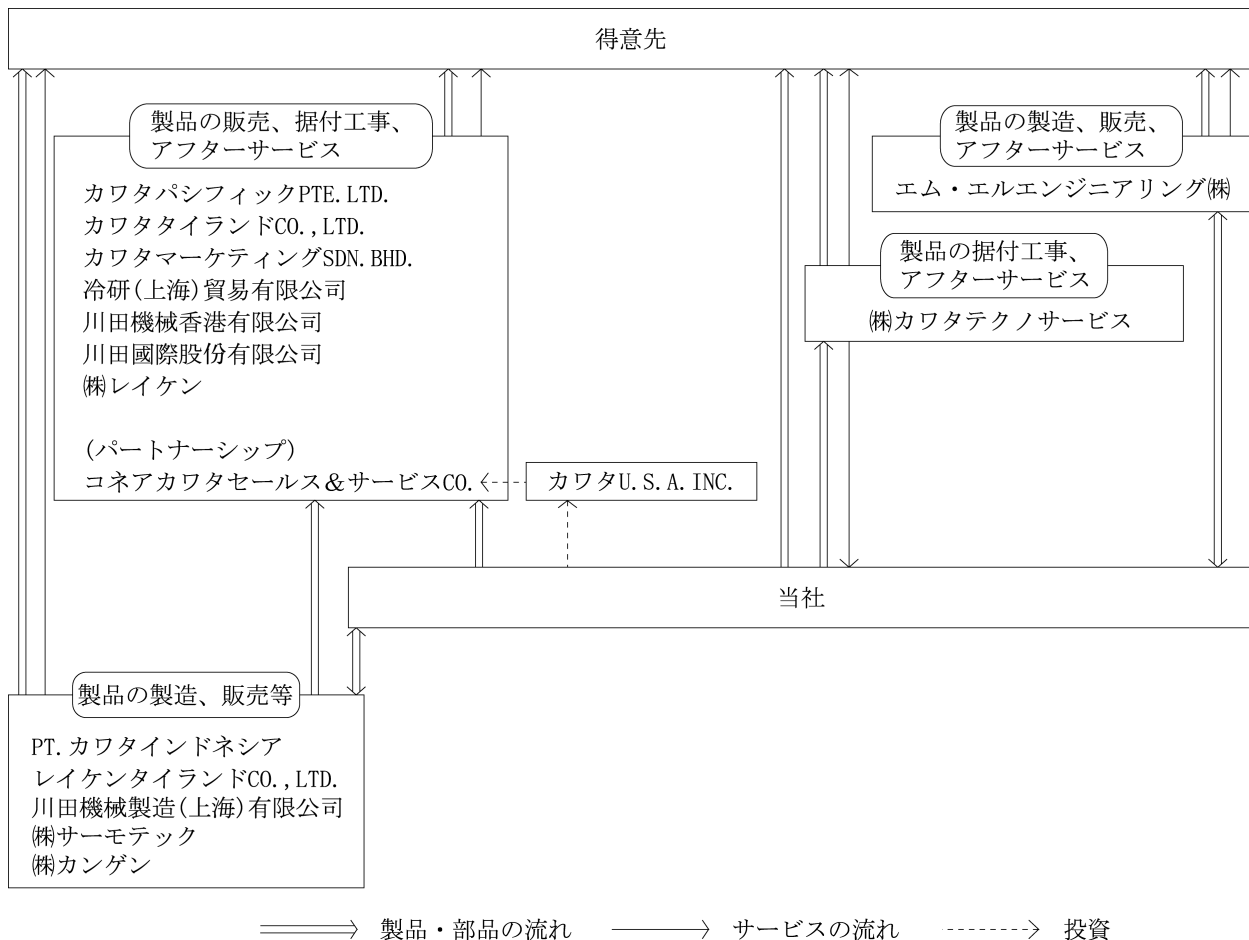 得意先
製品の販売、据付工事、
アフターサービス
カワタパシフィックPTE.LTD.
カワタタイランドCO.,LTD.
カワタマーケティングSDN.BHD.
冷研(上海)貿易有限公司
川田機械香港有限公司
川田國際股份有限公司
㈱レイケン
(パートナーシップ)
コネアカワタセールス&サービスCO.
カワタU.S.A.INC.
製品の製造、販売、
アフターサービス
エム・エルエンジニアリング㈱
製品の据付工事、
アフターサービス
㈱カワタテクノサービス
当社
製品の製造、販売等
PT.カワタインドネシア
レイケンタイランドCO.,LTD.
川田機械製造(上海)有限公司
㈱サーモテック
㈱カンゲン
製品・部品の流れ
サービスの流れ
投資